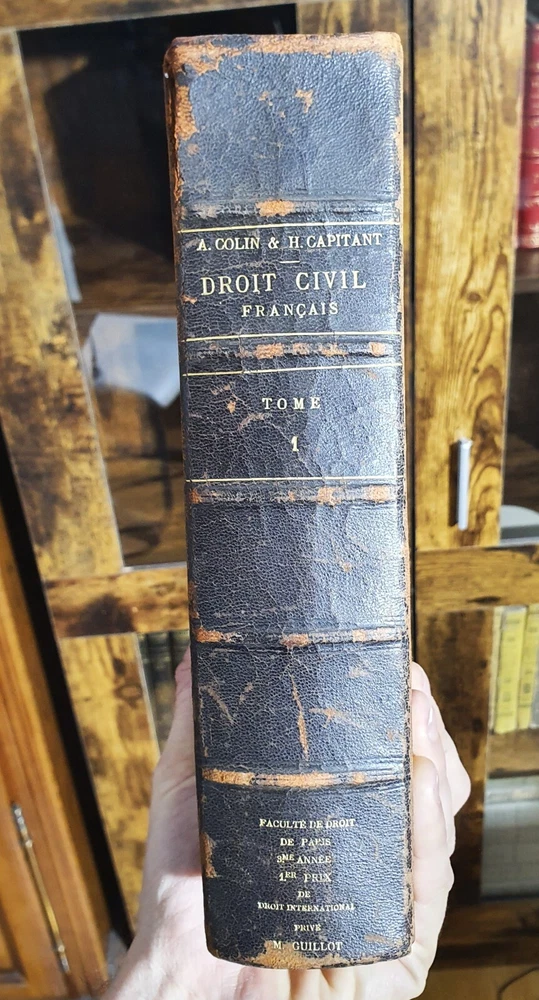 A. COLIN & H. CAPITANT
DROIT CIVIL
FRANÇAIS
TOME
1
FACULTÉ DE DROIT
DE PARIS
3ME ANNÉE
1ER PRIX
DE
DROIT INTERNATIONAL
PRIVÉ
M. GUILLOT